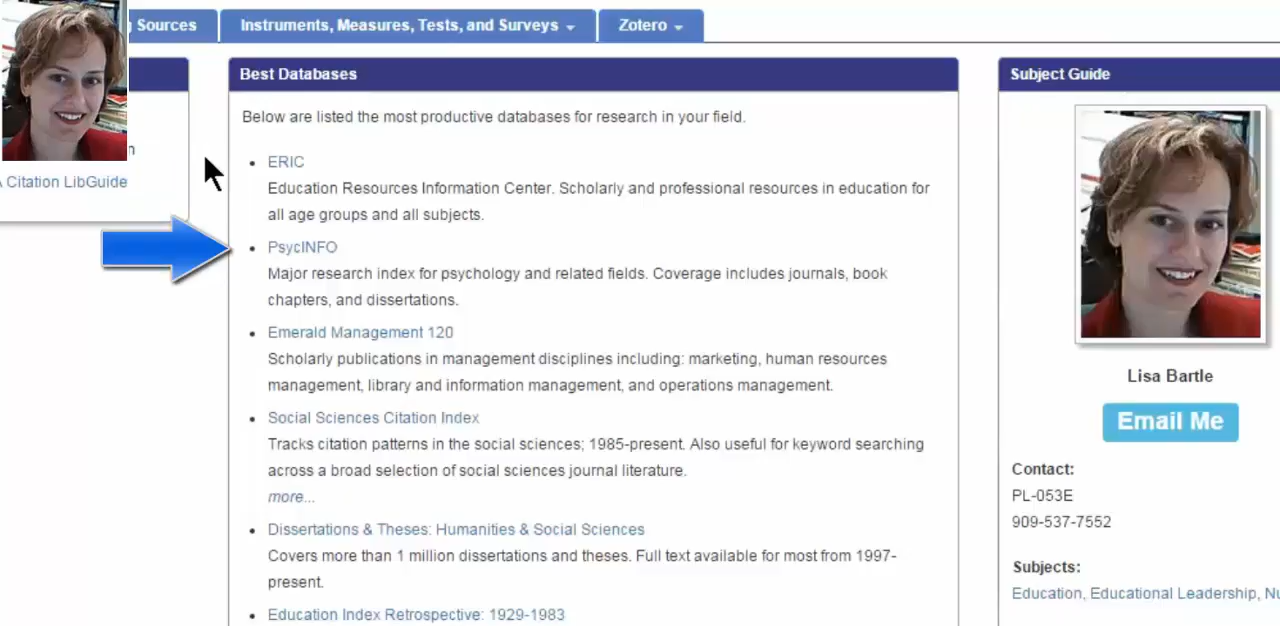 Sources
Instruments, Measures, Tests, and Surveys
Zotero
Best Databases
Below are listed the most productive databases for research in your field.
ERIC
Education Resources Information Center. Scholarly and professional resources in education for
all age groups and all subjects.
PsycINFO
Major research index for psychology and related fields. Coverage includes journals, book
chapters, and dissertations.
Emerald Management 120
Scholarly publications in management disciplines including: marketing, human resources
management, library and information management, and operations management.
Social Sciences Citation Index
Tracks citation patterns in the social sciences; 1985-present. Also useful for keyword searching
across a broad selection of social sciences journal literature.
more...
Dissertations & Theses: Humanities & Social Sciences
Covers more than 1 million dissertations and theses. Full text available for most from 1997-
present.
Education Index Retrospective: 1929-1983
Citation LibGuide
Subject Guide
Lisa Bartle
Email Me
Contact:
PL-053E
909-537-7552
Subjects:
Education, Educational Leadership,